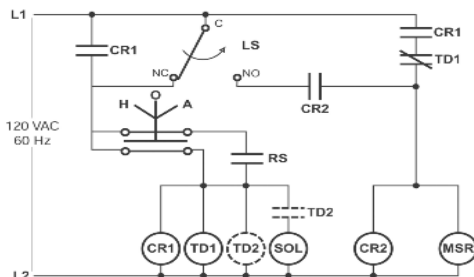 L1
C
CR1
CR1
LS
TD1
NC
NO
O
CR2
H
A
120 VAC
60 Hz
RS
TD2
CR1
TD1
TD2
SOL
CR2
MSR
L2